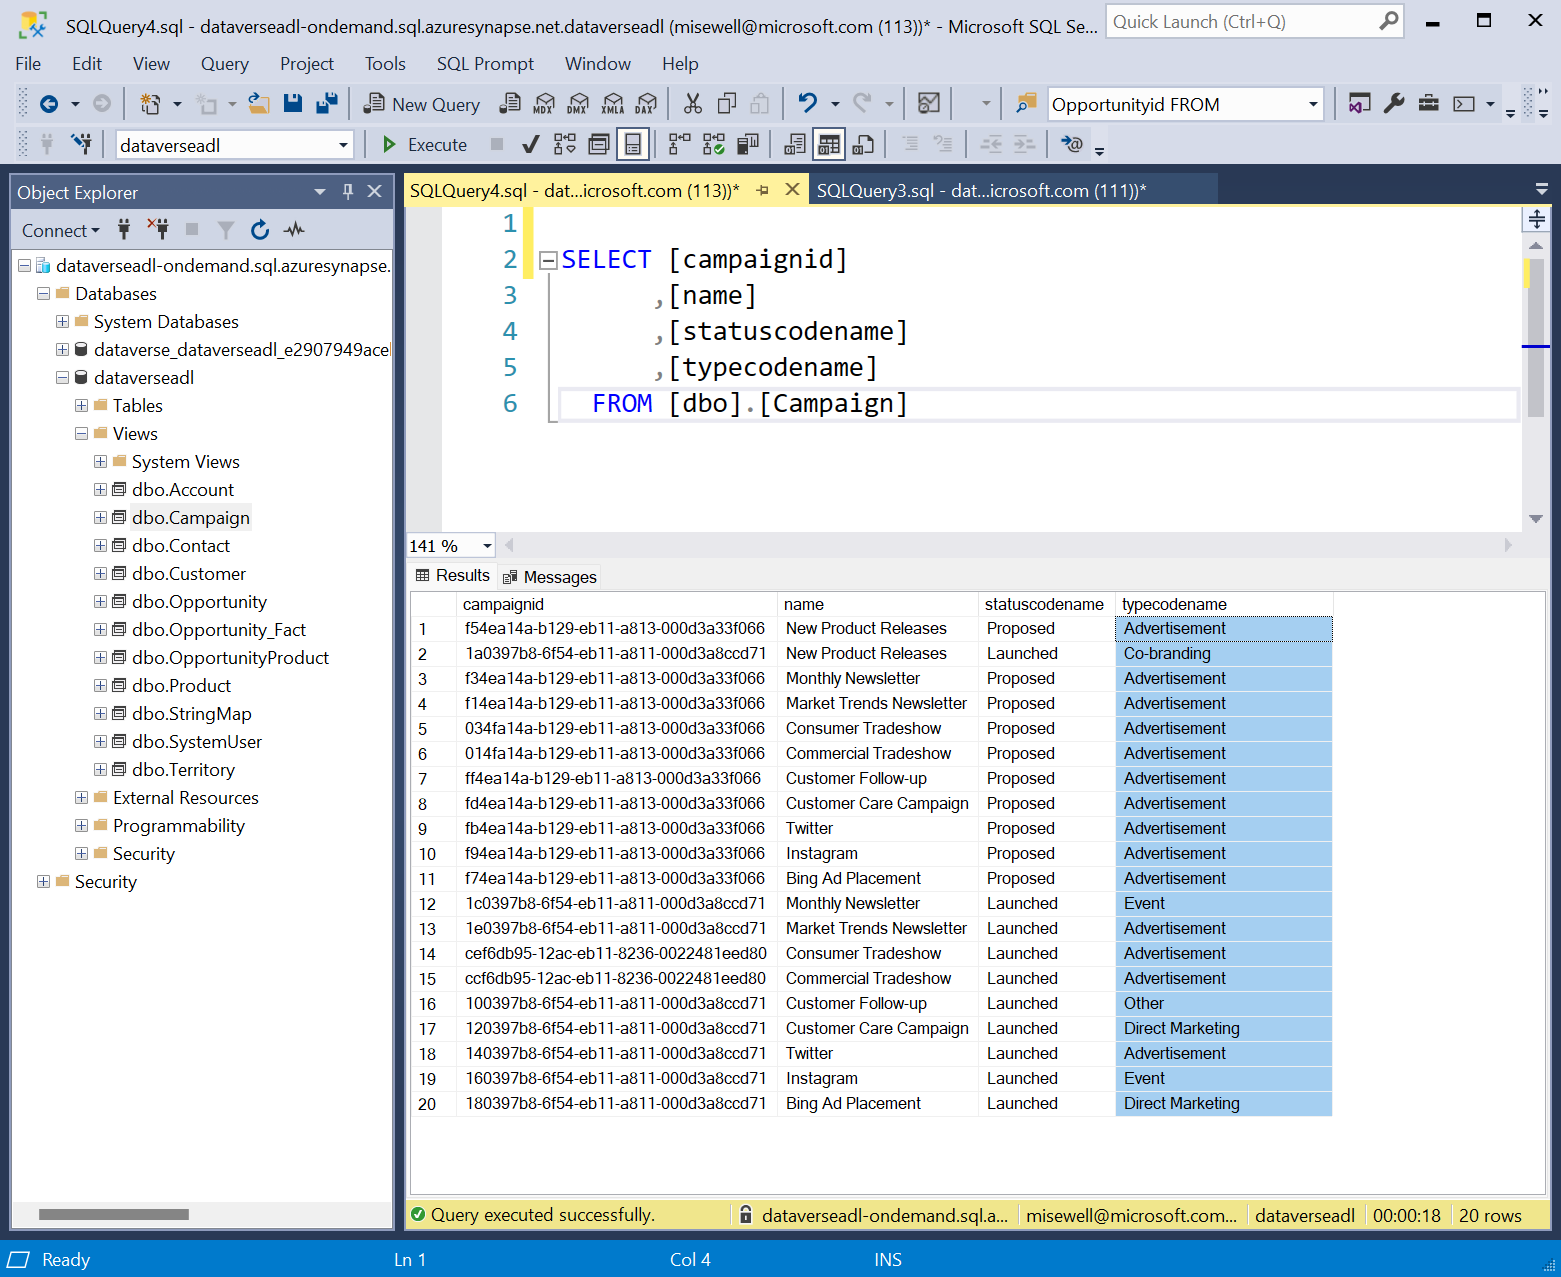 SQLQuery4.sql - dataverseadl-ondemand.sql.azuresynapse.net.dataverseadl (misewell@microsoft.com (113))* - Microsoft SQL Se...
Quick Launch (Ctrl+Q)
File Edit View Query Project Tools SQL Prompt Window Help
New Query MDX DMX XMLA DAX Opportunityid FROM
dataverseadl Execute
Object Explorer
Connect
dataverseadl-ondemand.sql.azuresynapse.
Databases
System Databases
dataverse_dataverseadl_e2907949ace
dataverseadl
Tables
Views
System Views
dbo.Account
dbo.Campaign
dbo.Contact
dbo.Customer
dbo.Opportunity
dbo.Opportunity_Fact
dbo.OpportunityProduct
dbo.Product
dbo.StringMap
dbo.SystemUser
dbo.Territory
External Resources
Programmability
Security
Security
SQLQuery4.sql - dat...icrosoft.com (113))* SQLQuery3.sql - dat...icrosoft.com (111))*
1
2 SELECT [campaignid]
3 ,[name]
4 ,[statuscodename]
5 ,[typecodename]
6 FROM [dbo].[Campaign]
141 %
Results Messages
campaignid name statuscodename typecodename
1 f54ea14a-b129-eb11-a813-000d3a33f066 New Product Releases Proposed Advertisement
2 1a0397b8-6f54-eb11-a811-000d3a8ccd71 New Product Releases Launched Co-branding
3 f34ea14a-b129-eb11-a813-000d3a33f066 Monthly Newsletter Proposed Advertisement
4 f14ea14a-b129-eb11-a813-000d3a33f066 Market Trends Newsletter Proposed Advertisement
5 034fa14a-b129-eb11-a813-000d3a33f066 Consumer Tradeshow Proposed Advertisement
6 014fa14a-b129-eb11-a813-000d3a33f066 Commercial Tradeshow Proposed Advertisement
7 ff4ea14a-b129-eb11-a813-000d3a33f066 Customer Follow-up Proposed Advertisement
8 fd4ea14a-b129-eb11-a813-000d3a33f066 Customer Care Campaign Proposed Advertisement
9 fb4ea14a-b129-eb11-a813-000d3a33f066 Twitter Proposed Advertisement
10 f94ea14a-b129-eb11-a813-000d3a33f066 Instagram Proposed Advertisement
11 f74ea14a-b129-eb11-a813-000d3a33f066 Bing Ad Placement Proposed Advertisement
12 1c0397b8-6f54-eb11-a811-000d3a8ccd71 Monthly Newsletter Launched Event
13 1e0397b8-6f54-eb11-a811-000d3a8ccd71 Market Trends Newsletter Launched Advertisement
14 cef6db95-12ac-eb11-8236-0022481eed80 Consumer Tradeshow Launched Advertisement
15 ccf6db95-12ac-eb11-8236-0022481eed80 Commercial Tradeshow Launched Advertisement
16 100397b8-6f54-eb11-a811-000d3a8ccd71 Customer Follow-up Launched Other
17 120397b8-6f54-eb11-a811-000d3a8ccd71 Customer Care Campaign Launched Direct Marketing
18 140397b8-6f54-eb11-a811-000d3a8ccd71 Twitter Launched Advertisement
19 160397b8-6f54-eb11-a811-000d3a8ccd71 Instagram Launched Event
20 180397b8-6f54-eb11-a811-000d3a8ccd71 Bing Ad Placement Launched Direct Marketing
Query executed successfully. dataverseadl-ondemand.sql.a... misewell@microsoft.com... dataverseadl 00:00:18 20 rows
Ready Ln 1 Col 4 INS